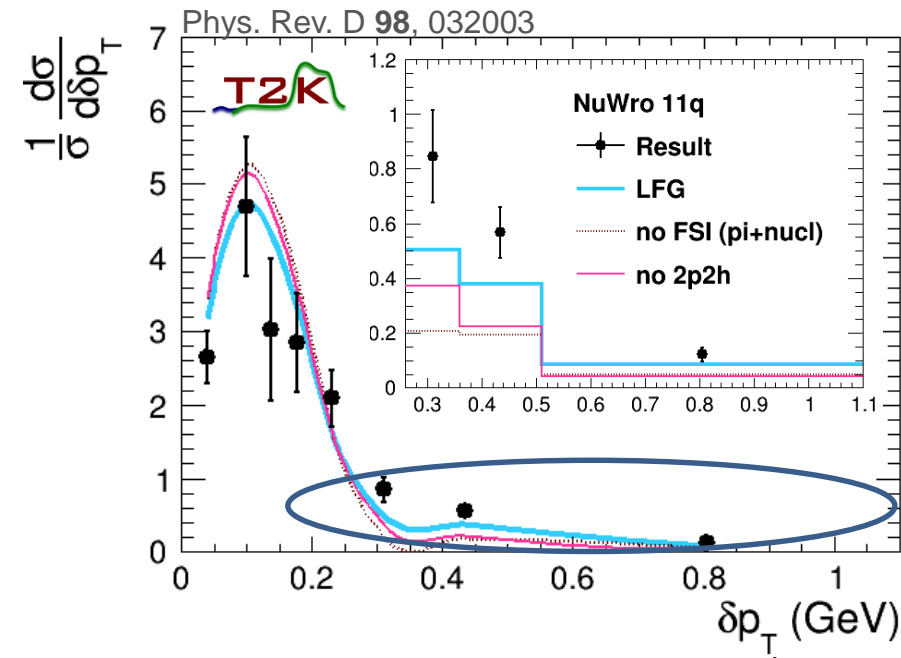 Phys. Rev. D 98, 032003
1/σ dσ/dδp_T
7
6
5
4
3
2
1
0
T2K
1.2
1
0.8
0.6
0.4
0.2
0
NuWro 11q
Result
LFG
no FSI (pi+nucl)
no 2p2h
0.3 0.4 0.5 0.6 0.7 0.8 0.9 1 1.1
0 0.2 0.4 0.6 0.8 1
δp_T (GeV)